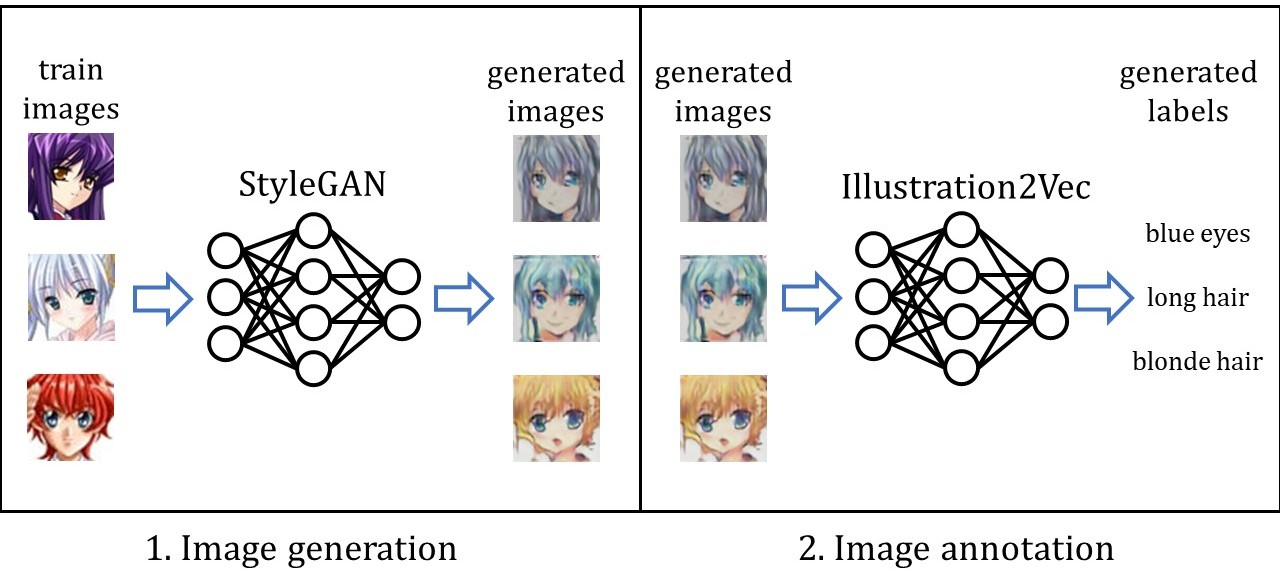 train
images
StyleGAN
generated
images
generated
images
Illustration2Vec
generated
labels
blue eyes
long hair
blonde hair
1. Image generation
2. Image annotation